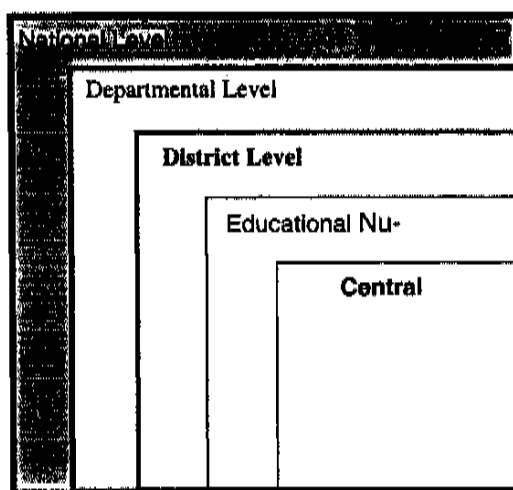 National Level
Departmental Level
District Level
Educational Nu-
Central